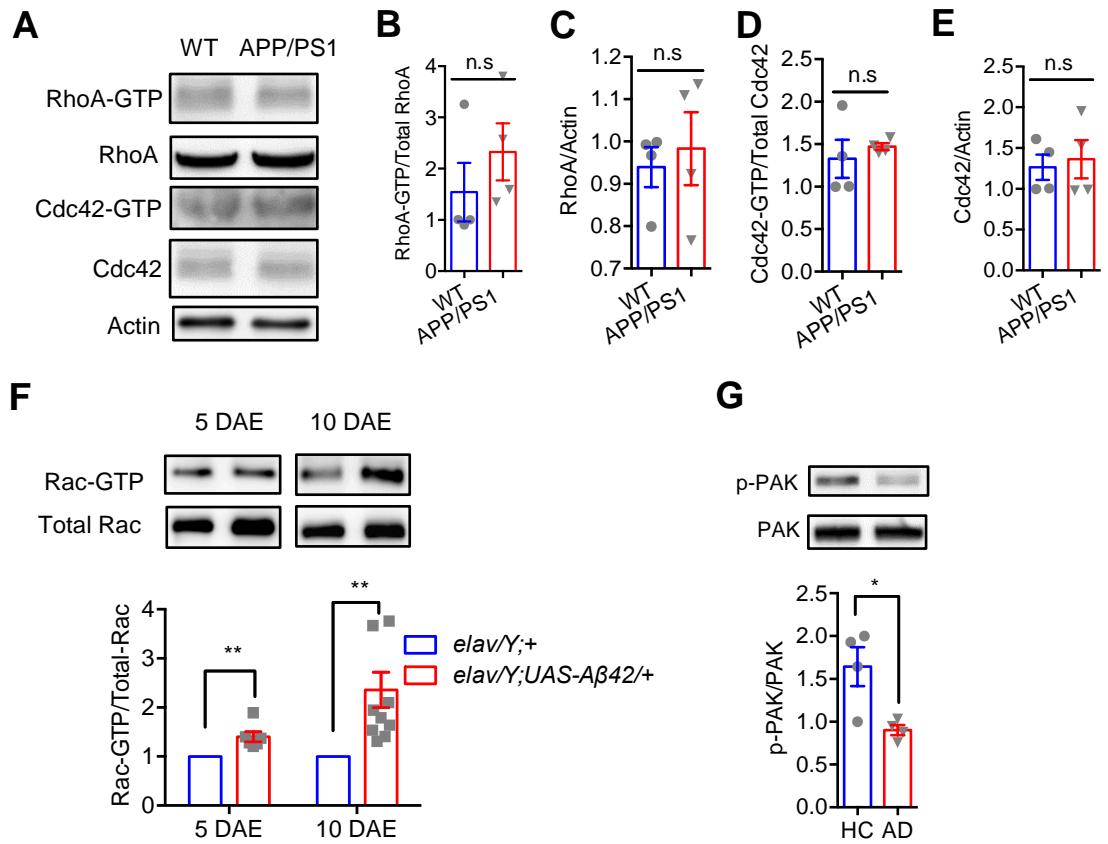 A
WT APP/PS1
RhoA-GTP
RhoA
Cdc42-GTP
Cdc42
Actin
B
n.s
RhoA-GTP/Total RhoA
4
3
2
1
0
WT
APP/PS1
C
n.s
RhoA/Actin
1.2
1.1
1.0
0.9
0.8
0.7
WT
APP/PS1
D
n.s
Cdc42-GTP/Total Cdc42
2.5
2.0
1.5
1.0
0.5
0.0
WT
APP/PS1
E
n.s
Cdc42/Actin
2.5
2.0
1.5
1.0
0.5
0.0
WT
APP/PS1
F
5 DAE 10 DAE
Rac-GTP
Total Rac
Rac-GTP/Total-Rac
4
3
2
1
0
**
**
5 DAE 10 DAE
elav/Y;+
elav/Y;UAS-Aβ42/+
G
p-PAK
PAK
p-PAK/PAK
2.5
2.0
1.5
1.0
0.5
0.0
*
HC AD